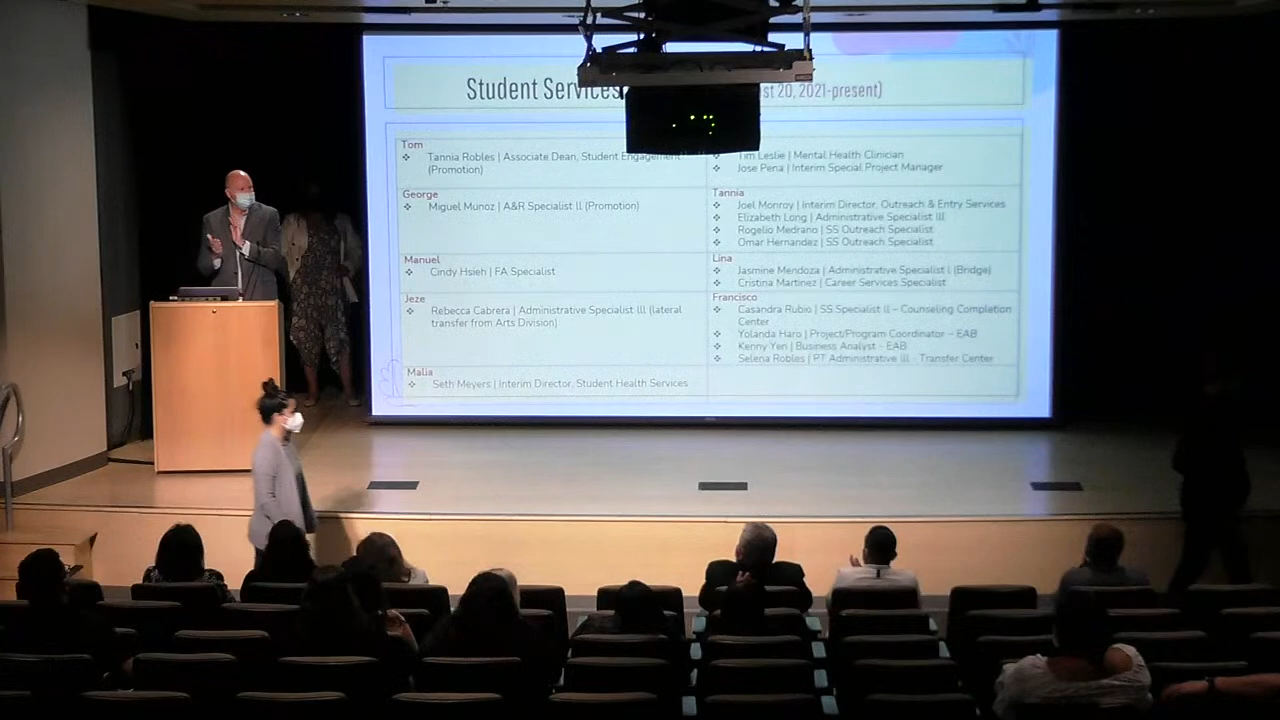 Student Services
st 20, 2021-present)
Tom
❖ Tannia Robles | Associate Dean, Student Engagement
(Promotion)
Tim Leslie | Mental Health Clinician
❖ Jose Pena | Interim Special Project Manager
George
❖ Miguel Munoz | A&R Specialist II (Promotion)
Tannia
❖ Joel Monroy | Interim Director, Outreach & Entry Services
❖ Elizabeth Long | Administrative Specialist III
❖ Rogelio Medrano | SS Outreach Specialist
❖ Omar Hernandez | SS Outreach Specialist
Manuel
❖ Cindy Hsieh | FA Specialist
Lina
❖ Jasmine Mendoza | Administrative Specialist I (Bridge)
❖ Cristina Martinez | Career Services Specialist
Jeze
❖ Rebecca Cabrera | Administrative Specialist III (lateral
transfer from Arts Division)
Francisco
❖ Casandra Rubio | SS Specialist II – Counseling Completion
Center
❖ Yolanda Haro | Project/Program Coordinator – EAB
❖ Kenny Yen | Business Analyst - EAB
❖ Selena Robles | PT Administrative III - Transfer Center
Malia
❖ Seth Meyers | Interim Director, Student Health Services